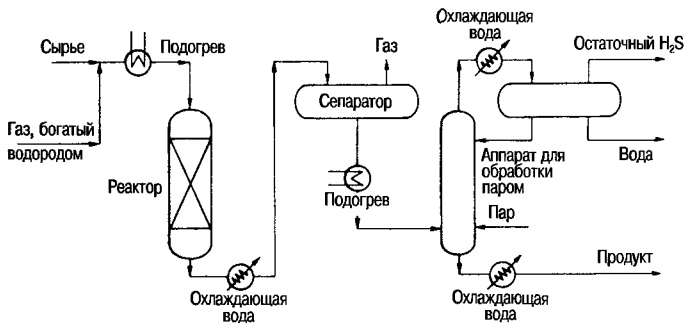 Охлаждающая
вода
Сырье
Подогрев
Газ
Остаточный H₂S
Сепаратор
Газ, богатый
водородом
Аппарат для
обработки
паром
Вода
Реактор
Подогрев
Пар
Продукт
Охлаждающая
вода
Охлаждающая
вода